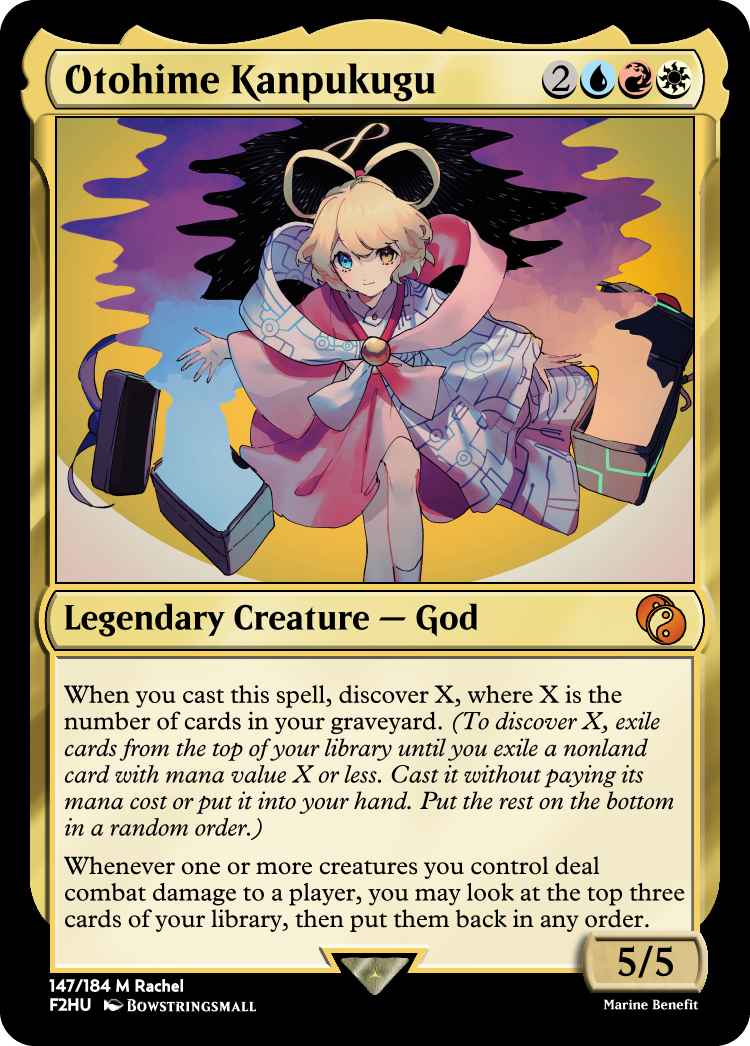 Otohime Kanpukugu 2
Legendary Creature — God
When you cast this spell, discover X, where X is the
number of cards in your graveyard. (To discover X, exile
cards from the top of your library until you exile a nonland
card with mana value X or less. Cast it without paying its
mana cost or put it into your hand. Put the rest on the bottom
in a random order.)
Whenever one or more creatures you control deal
combat damage to a player, you may look at the top three
cards of your library, then put them back in any order.
5/5
147/184 M Rachel
F2HU BOWSTRINGSMALL
Marine Benefit